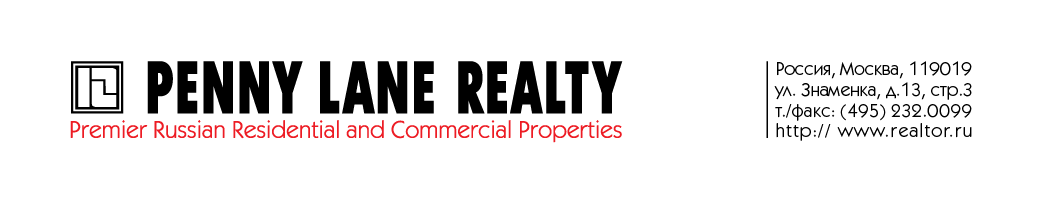 PENNY LANE REALTY
Premier Russian Residential and Commercial Properties
Россия, Москва, 119019
ул. Знаменка, д.13, стр.3
т./факс: (495) 232.0099
http:// www.realtor.ru